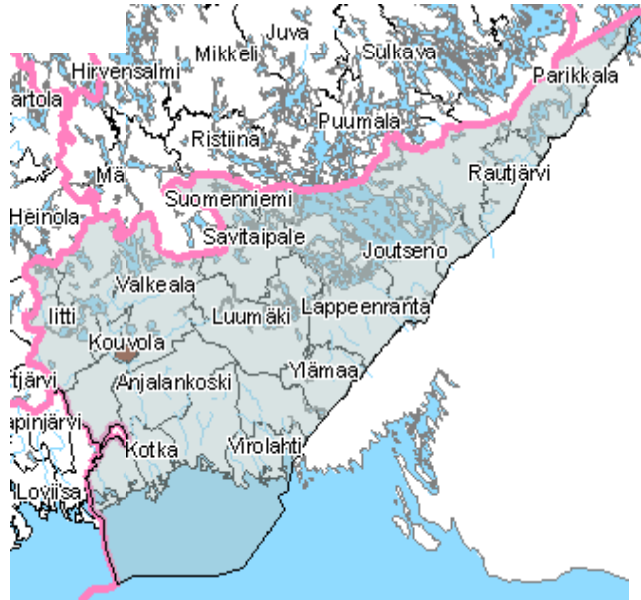 Juva
Mikkeli
Sulkava
Hirvensalmi
Parikkala
artola
Puumala
Ristiina
Mä
Rautjärvi
Suomenniemi
Heinola
Savitaipale
Joutseno
Valkeala
Iitti
Luumäki
Lappeenranta
Kouvola
tjärvi
Anjalankoski
Ylämaa
apinjärvi
Kotka
Virolahti
Loviisa